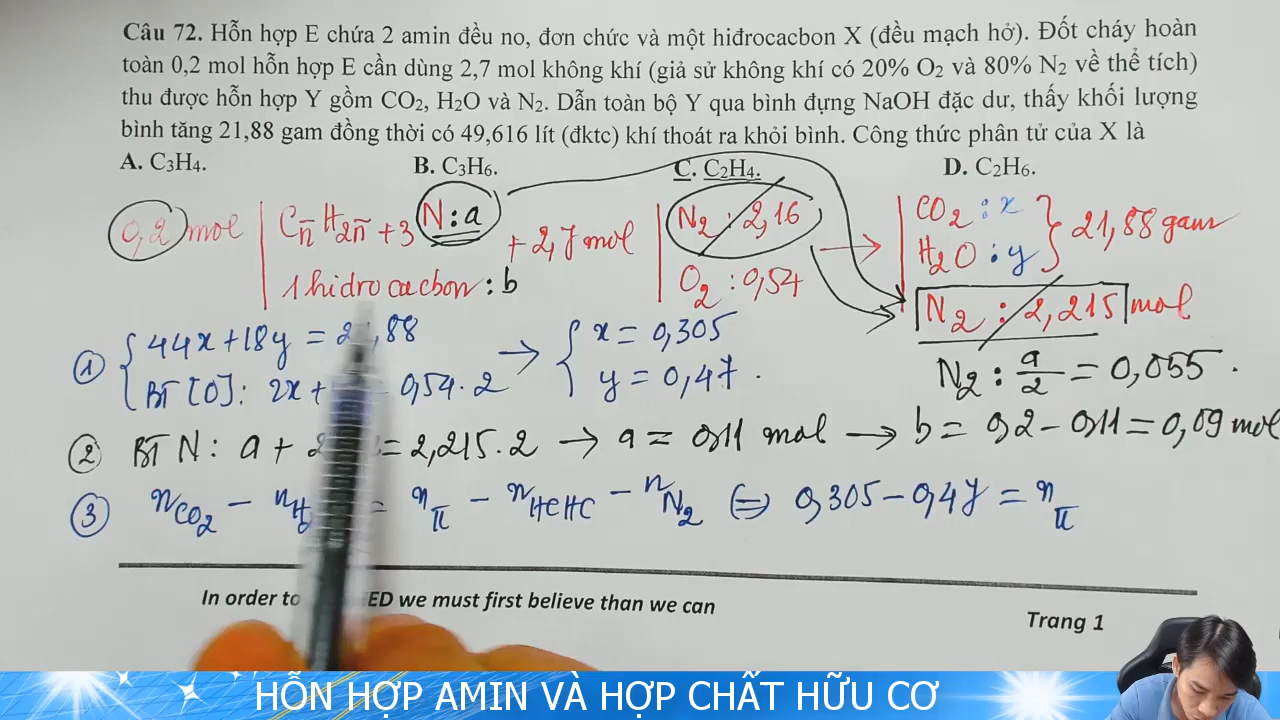 Câu 72. Hỗn hợp E chứa 2 amin đều no, đơn chức và một hiđrocacbon X (đều mạch hở). Đốt cháy hoàn
toàn 0,2 mol hỗn hợp E cần dùng 2,7 mol không khí (giả sử không khí có 20% O2 và 80% N2 về thể tích)
thu được hỗn hợp Y gồm CO2, H2O và N2. Dẫn toàn bộ Y qua bình đựng NaOH đặc dư, thấy khối lượng
bình tăng 21,88 gam đồng thời có 49,616 lít (đktc) khí thoát ra khỏi bình. Công thức phân tử của X là
A. C3H4. B. C3H6. C. C2H4. D. C2H6.
0,2 mol | Cn̄ H2n̄+3 N : a + 2,7 mol | N2 : 2,16 → | CO2 : x } 21,88 gam
1 hidrocacbon : b | O2 : 0,54 | H2O : y
N2 : 2,215 mol
① { 44x + 18y = 21,88 → { x = 0,305
BT [O] : 2x + = 0,54.2 y = 0,47 .
N2 : a/2 = 0,055 .
② BT N : a + 2 = 2,215.2 → a = 0,11 mol → b = 0,2 - 0,11 = 0,09 mol
③ nCO2 - nH = nπ - nHCHC - nN2 ⇔ 0,305 - 0,47 = nπ
In order to ED we must first believe than we can
Trang 1
HỖN HỢP AMIN VÀ HỢP CHẤT HỮU CƠ